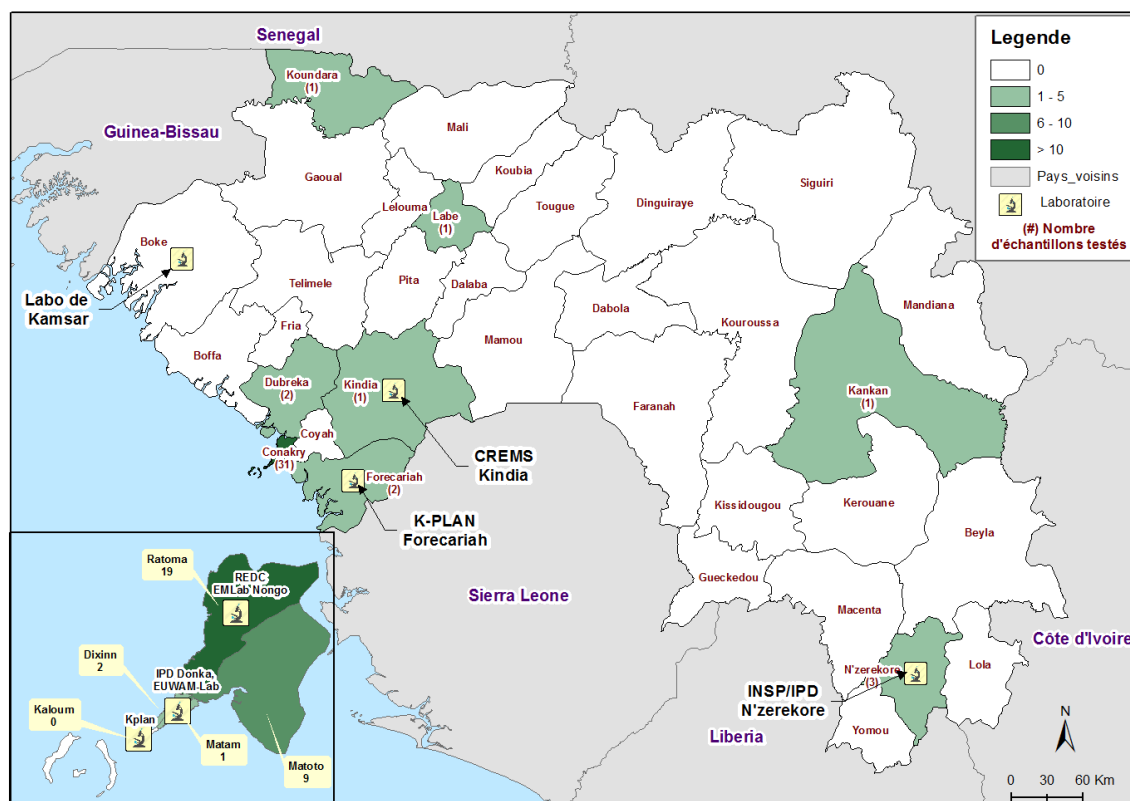 Senegal
Koundara
(1)
Guinea-Bissau
Mali
Koubia
Gaoual
Lelouma
Labe
(1)
Tougue
Dinguiraye
Siguiri
Boke
Labo de
Kamsar
Telimele
Pita
Dalaba
Dabola
Mandiana
Kouroussa
Fria
Mamou
Boffa
Dubreka
(2)
Kindia
(1)
Kankan
(1)
Faranah
Coyah
Conakry
(31)
CREMS
Kindia
Forecariah
(2)
K-PLAN
Forecariah
Kissidougou
Kerouane
Beyla
Gueckedou
Sierra Leone
Macenta
Côte d'Ivoire
N'zerekore
(3)
Lola
INSP/IPD
N'zerekore
Liberia
Yomou
Legende
0
1 - 5
6 - 10
> 10
Pays_voisins
Laboratoire
(#) Nombre
d'échantillons testés
Ratoma
19
REDC
EMLab Nongo
Dixinn
2
IPD Donka,
EUWAM-Lab
Kaloum
0
Kplan
Matam
1
Matoto
9
N
0 30 60 Km